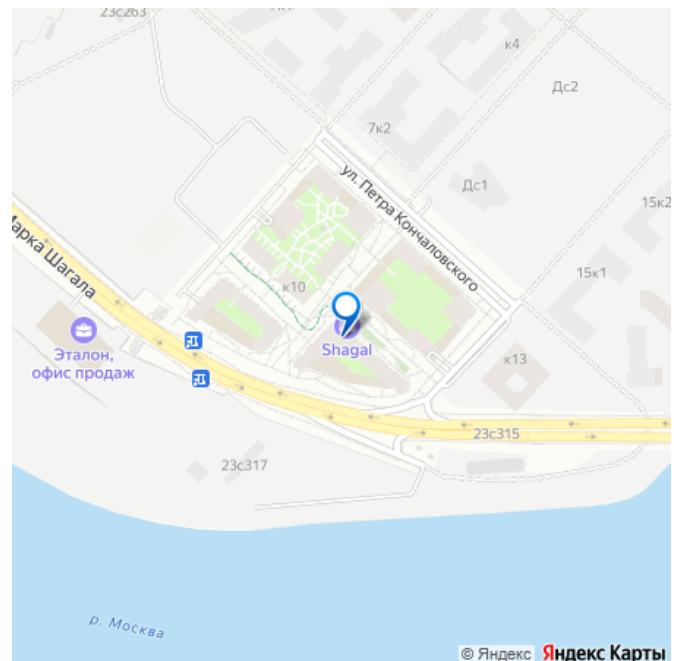 23с263
к4
Дс2
7к2
ул. Петра Кончаловского
Дс1
15к2
Марка Шагала
к10
15к1
Shagal
Эталон,
офис продаж
к13
23с315
23с317
р. Москва
© Яндекс Яндекс Карты